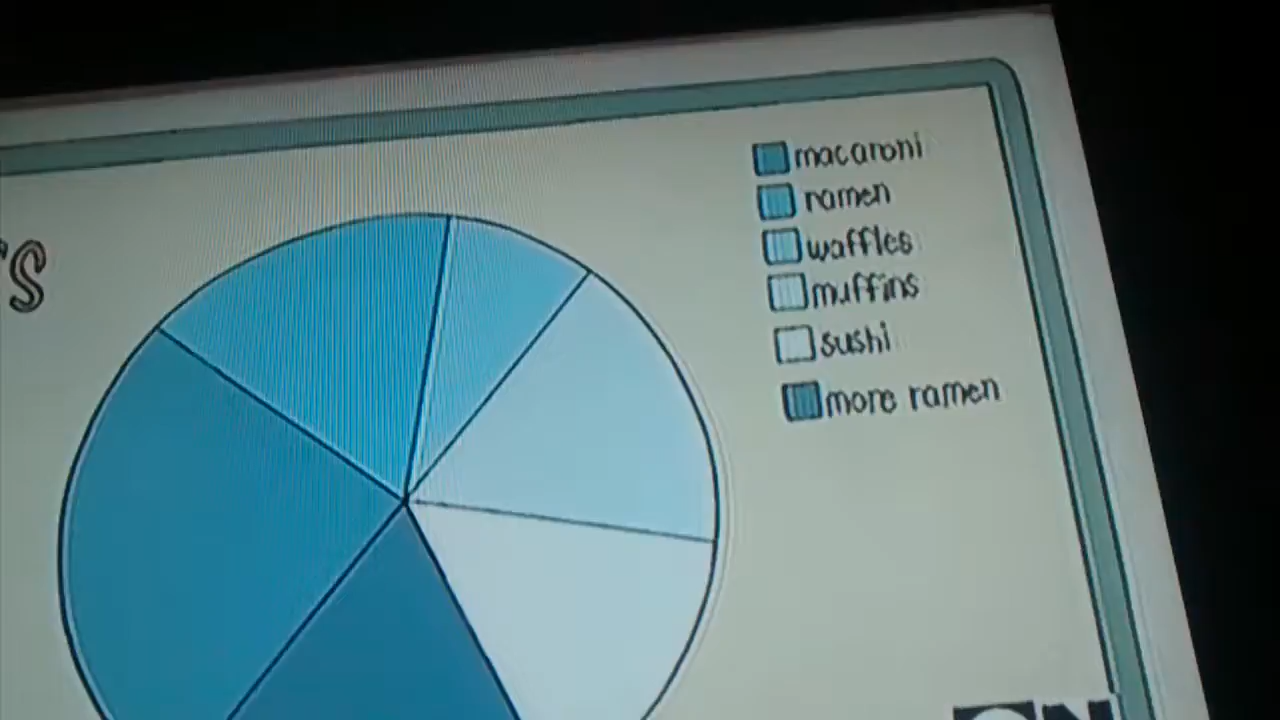 macaroni
ramen
waffles
muffins
sushi
more ramen